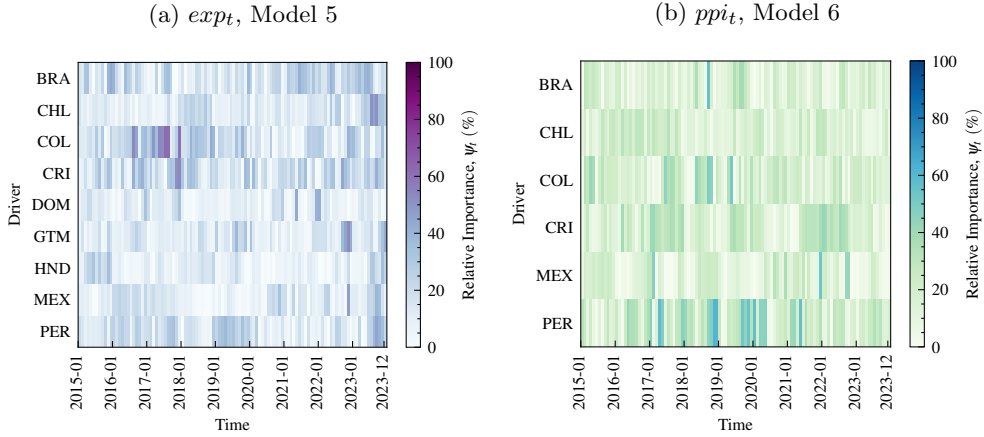 (a) exp_t, Model 5
BRA
CHL
COL
CRI
DOM
GTM
HND
MEX
PER
Driver
2015-01
2016-01
2017-01
2018-01
2019-01
2020-01
2021-01
2022-01
2023-01
2023-12
Time
100
80
60
40
20
0
Relative Importance, ψ_t (%)
(b) ppi_t, Model 6
BRA
CHL
COL
CRI
MEX
PER
Driver
2015-01
2016-01
2017-01
2018-01
2019-01
2020-01
2021-01
2022-01
2023-01
2023-12
Time
100
80
60
40
20
0
Relative Importance, ψ_t (%)